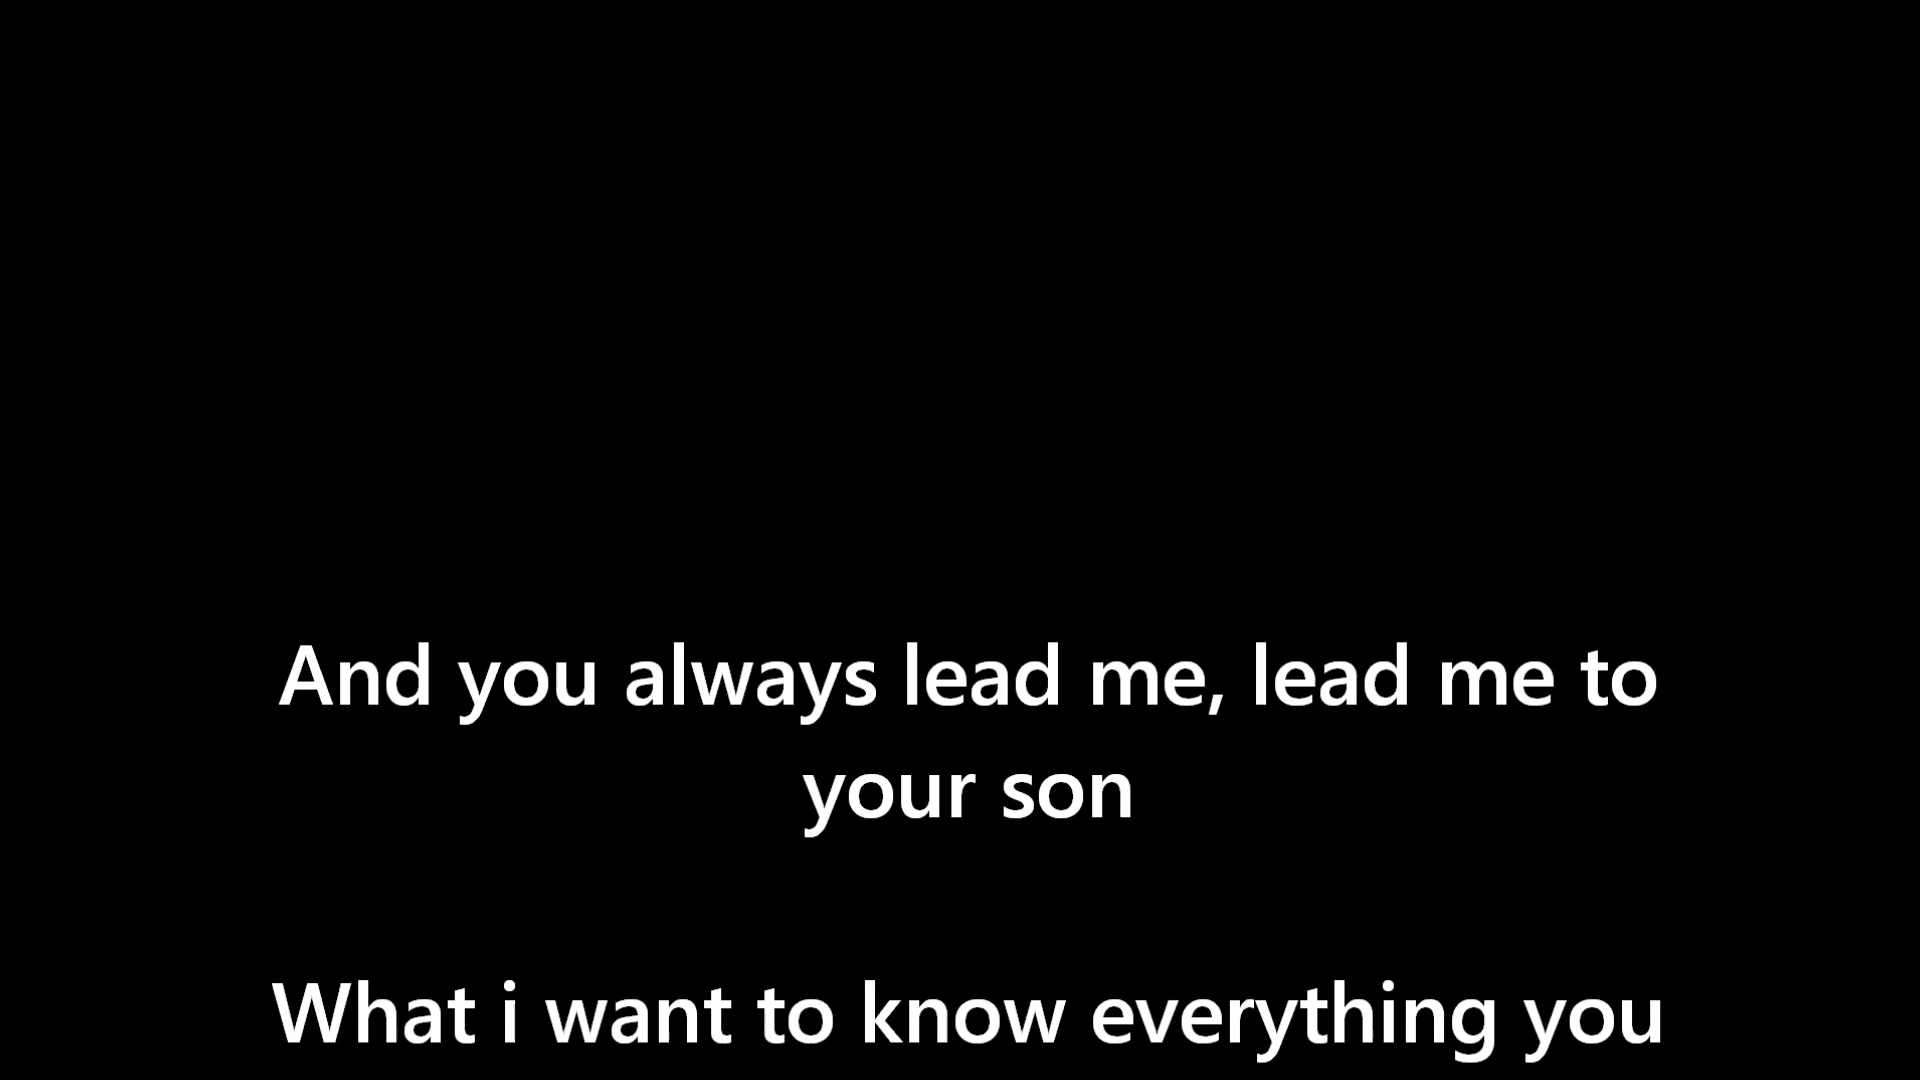 And you always lead me, lead me to
your son
What i want to know everything you